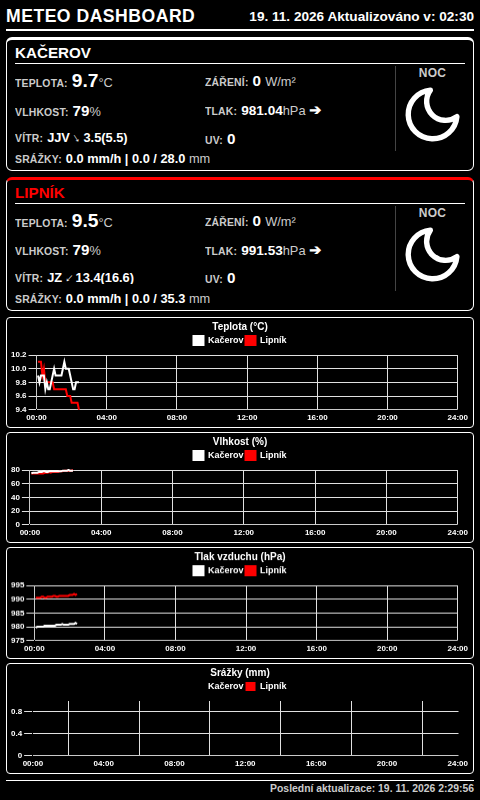 METEO DASHBOARD
19. 11. 2026 Aktualizováno v: 02:30
KAČEROV
TEPLOTA: 9.7°C
ZÁŘENÍ: 0 W/m²
NOC
VLHKOST: 79%
TLAK: 981.04hPa ➔
VÍTR: JJV ↓ 3.5(5.5)
UV: 0
SRÁŽKY: 0.0 mm/h | 0.0 / 28.0 mm
LIPNÍK
TEPLOTA: 9.5°C
ZÁŘENÍ: 0 W/m²
NOC
VLHKOST: 79%
TLAK: 991.53hPa ➔
VÍTR: JZ ↓ 13.4(16.6)
UV: 0
SRÁŽKY: 0.0 mm/h | 0.0 / 35.3 mm
Teplota (°C)
Kačerov Lipník
10.2
10.0
9.8
9.6
9.4
00:00 04:00 08:00 12:00 16:00 20:00 24:00
Vlhkost (%)
Kačerov Lipník
80
60
40
20
0
00:00 04:00 08:00 12:00 16:00 20:00 24:00
Tlak vzduchu (hPa)
Kačerov Lipník
995
990
985
980
975
00:00 04:00 08:00 12:00 16:00 20:00 24:00
Srážky (mm)
Kačerov Lipník
0.8
0.4
0
00:00 04:00 08:00 12:00 16:00 20:00 24:00
Poslední aktualizace: 19. 11. 2026 2:29:56